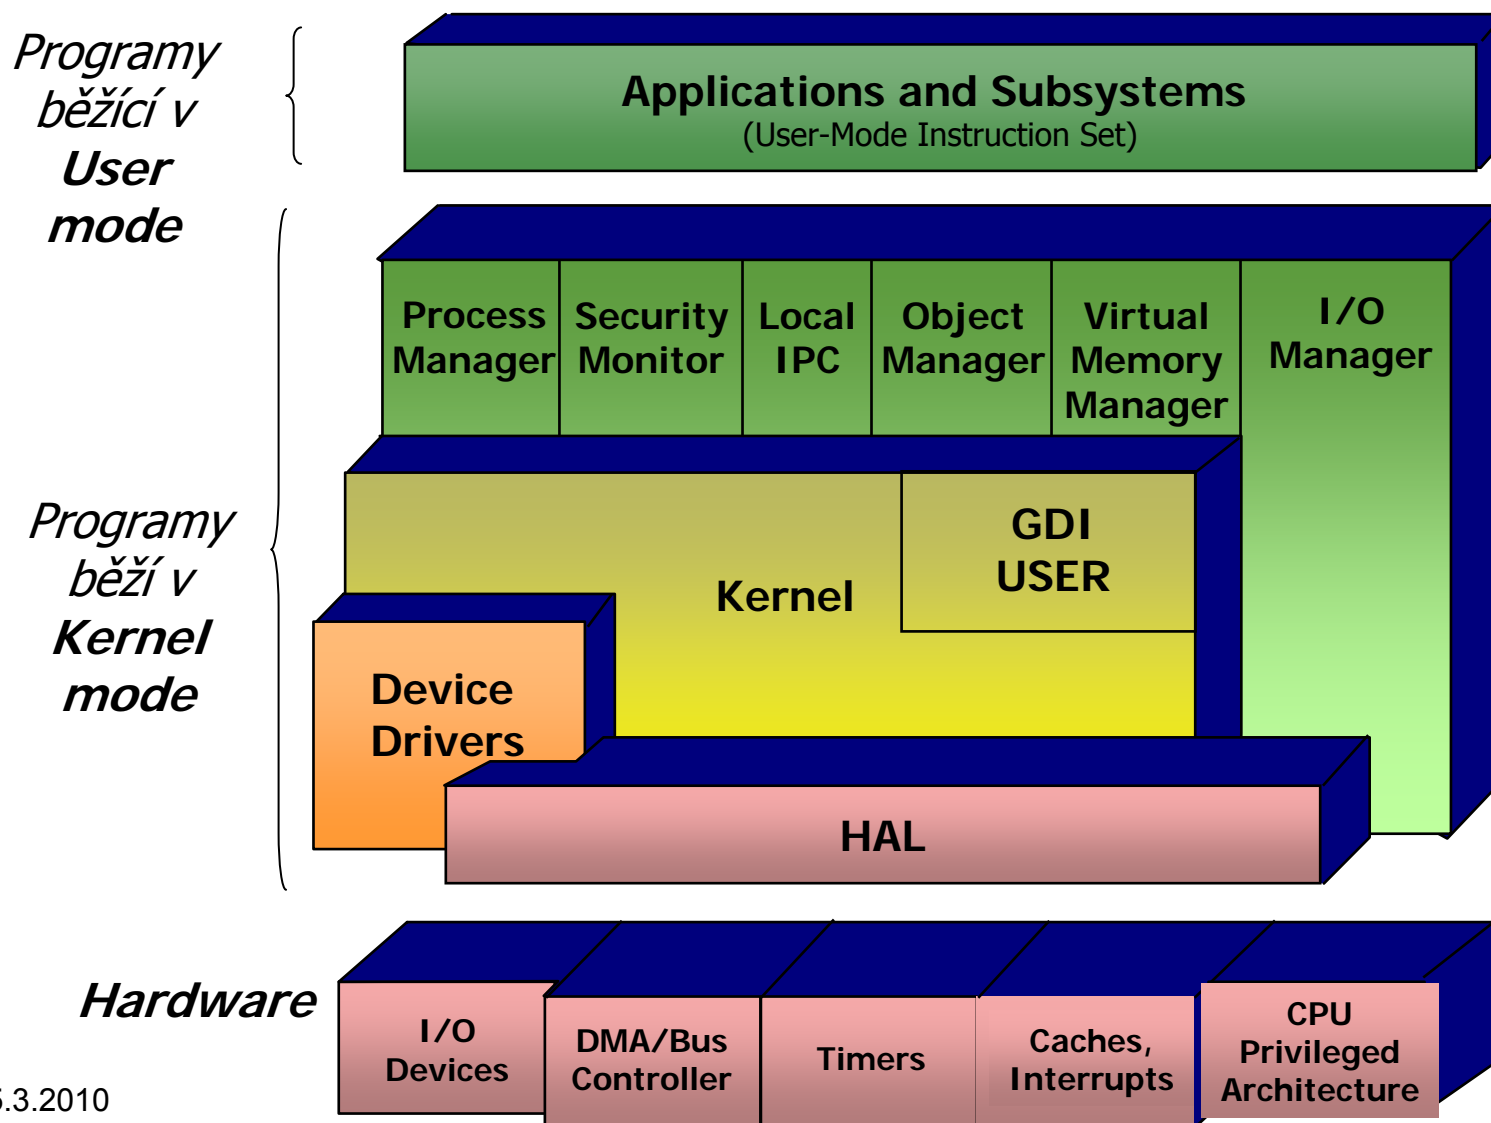 Programy
běžící v
User
mode
Applications and Subsystems
(User-Mode Instruction Set)
Programy
běží v
Kernel
mode
Process
Manager
Security
Monitor
Local
IPC
Object
Manager
Virtual
Memory
Manager
I/O
Manager
Kernel
GDI
USER
Device
Drivers
HAL
Hardware
I/O
Devices
DMA/Bus
Controller
Timers
Caches,
Interrupts
CPU
Privileged
Architecture
.3.2010